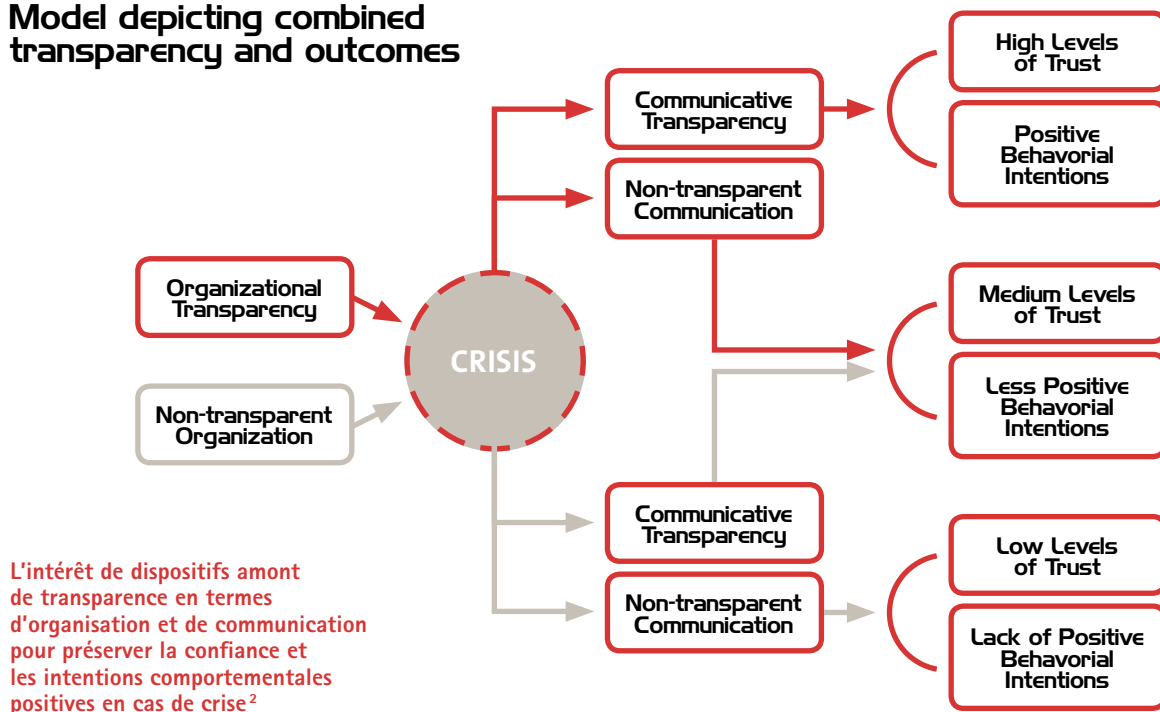 Model depicting combined
transparency and outcomes
High Levels
of Trust
Communicative
Transparency
Positive
Behavorial
Intentions
Non-transparent
Communication
Organizational
Transparency
Medium Levels
of Trust
CRISIS
Less Positive
Behavorial
Intentions
Non-transparent
Organization
Communicative
Transparency
Low Levels
of Trust
Non-transparent
Communication
Lack of Positive
Behavorial
Intentions
L'intérêt de dispositifs amont
de transparence en termes
d'organisation et de communication
pour préserver la confiance et
les intentions comportementales
positives en cas de crise²